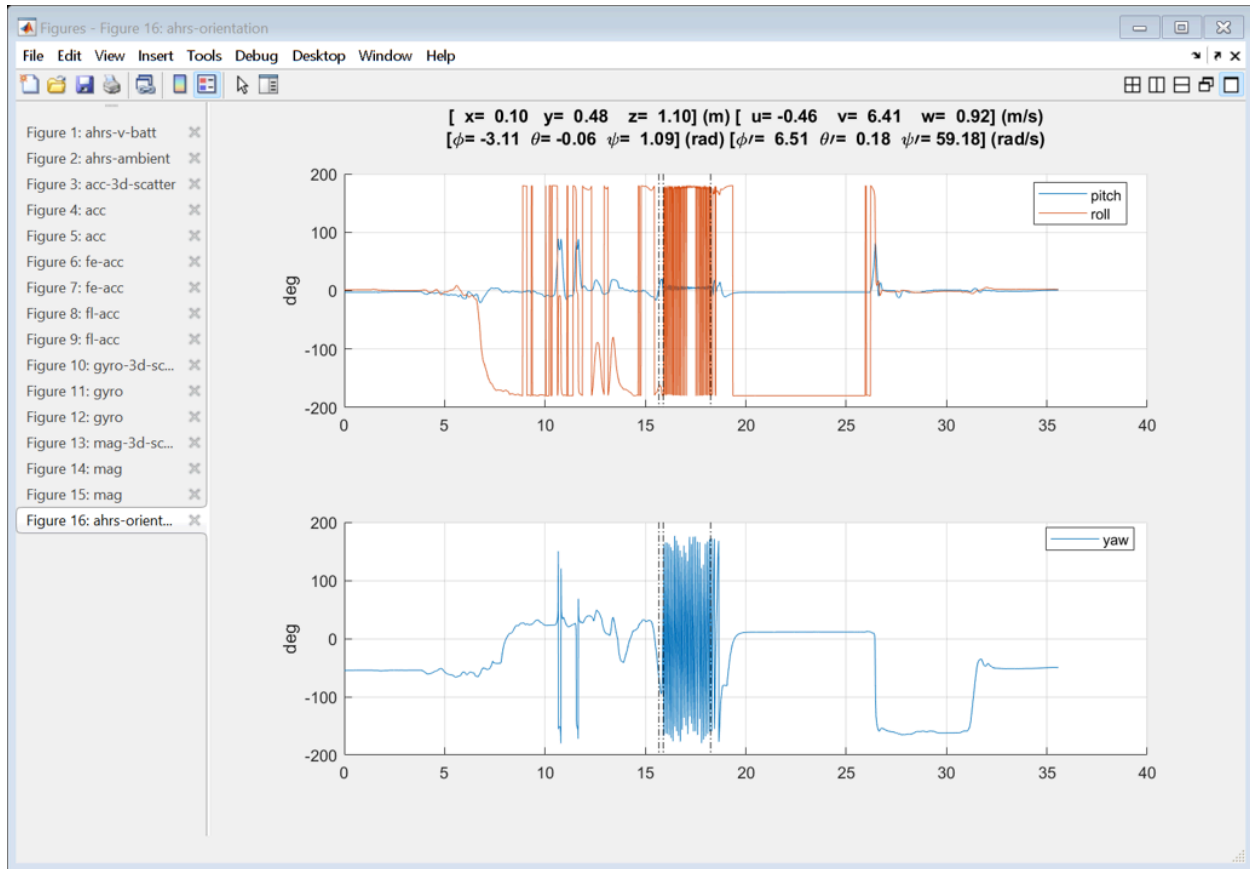 Figures - Figure 16: ahrs-orientation
File Edit View Insert Tools Debug Desktop Window Help
Figure 1: ahrs-v-batt
Figure 2: ahrs-ambient
Figure 3: acc-3d-scatter
Figure 4: acc
Figure 5: acc
Figure 6: fe-acc
Figure 7: fe-acc
Figure 8: fl-acc
Figure 9: fl-acc
Figure 10: gyro-3d-sc...
Figure 11: gyro
Figure 12: gyro
Figure 13: mag-3d-sc...
Figure 14: mag
Figure 15: mag
Figure 16: ahrs-orient...
[ x= 0.10 y= 0.48 z= 1.10] (m) [ u= -0.46 v= 6.41 w= 0.92] (m/s)
[ϕ= -3.11 θ= -0.06 ψ= 1.09] (rad) [ϕ′= 6.51 θ′= 0.18 ψ′= 59.18] (rad/s)
200
100
0
-100
-200
deg
pitch
roll
0 5 10 15 20 25 30 35 40
200
100
0
-100
-200
deg
yaw
0 5 10 15 20 25 30 35 40